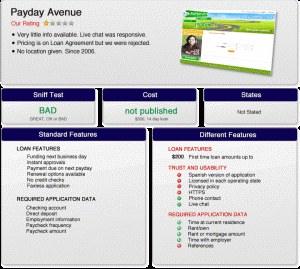 Payday Avenue
Our Rating
Very little info available. Live chat was responsive.
Pricing is on Loan Agreement but we were rejected.
No location given. Since 2006.
Sniff Test
BAD
GREAT, OK or BAD
Cost
not published
$200, 14 day loan
States
Not Stated
Standard Features
LOAN FEATURES
Funding next business day
Instant approvals
Payment due on next payday
Renewal options available
No credit checks
Faxless application
REQUIRED APPLICAITON DATA
Checking account
Direct deposit
Employment information
Paycheck frequency
Paycheck amount
Different Features
LOAN FEATURES
$200 First time loan amounts up to
TRUST AND USABILITY
Spanish version of application
Licensed in each operating state
Privacy policy
HTTPS
Phone contact
Live chat
REQUIRED APPLICATION DATA
Time at current residence
Rent/own
Rent or mortgage amount
Time with employer
References